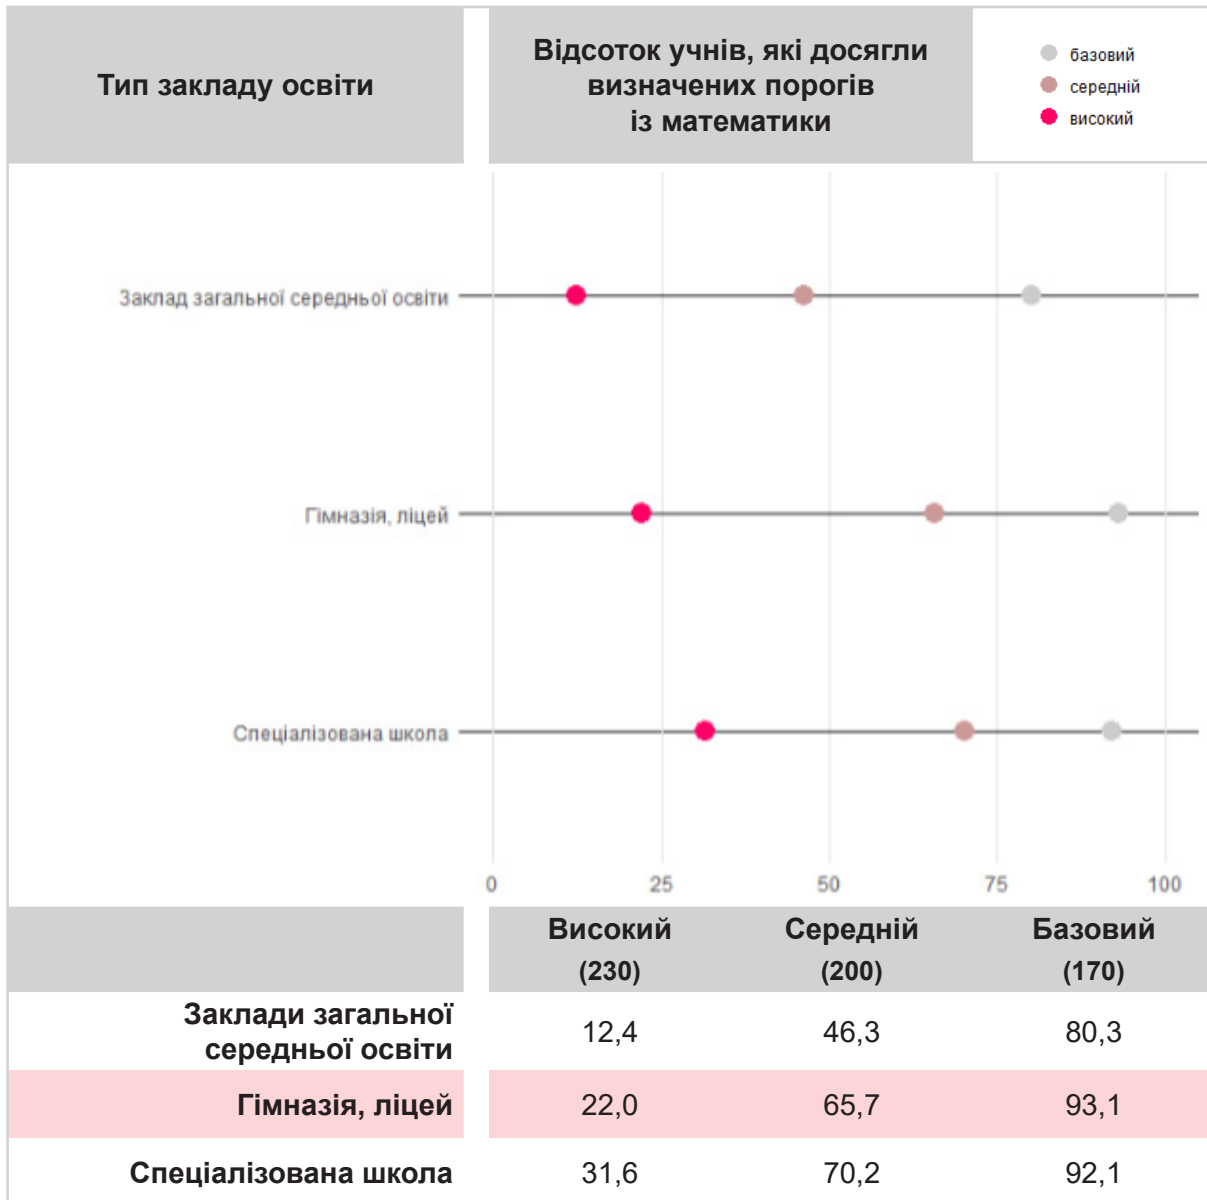 Тип закладу освіти
Відсоток учнів, які досягли
визначених порогів
із математики
базовий
середній
високий
Заклад загальної середньої освіти
Гімназія, ліцей
Спеціалізована школа
0 25 50 75 100
Високий Середній Базовий
(230) (200) (170)
Заклади загальної
середньої освіти 12,4 46,3 80,3
Гімназія, ліцей 22,0 65,7 93,1
Спеціалізована школа 31,6 70,2 92,1